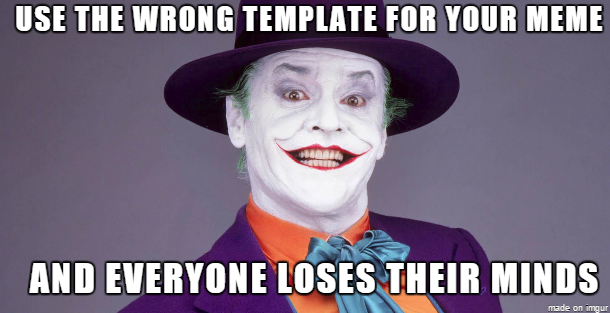 USE THE WRONG TEMPLATE FOR YOUR MEME
AND EVERYONE LOSES THEIR MINDS
made on imgur